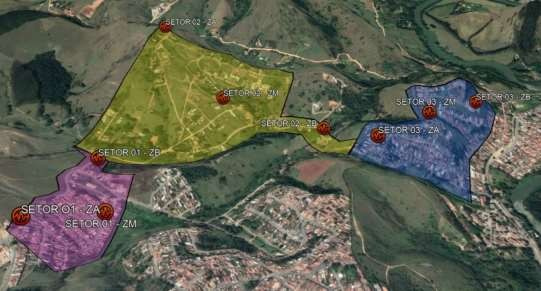 SETOR 02 - ZA
SETOR 02 - ZM
SETOR 03 - ZM
SETOR 03 - ZB
SETOR 02 - ZB
SETOR 03 - ZA
SETOR 01 - ZB
SETOR 01 - ZA
SETOR 01 - ZM